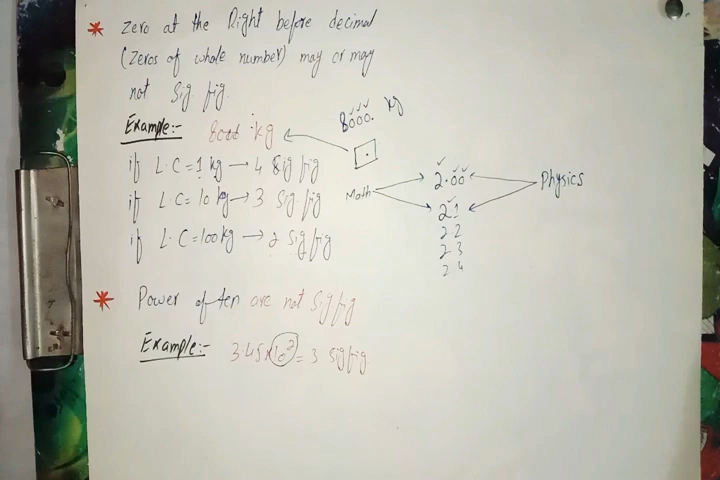 * Zero at the Right before decimal
(Zeros of whole number) may or may
not Sig. fig.
Example:- 8000 kg
8000. kg
if L.C = 1 kg → 4 Sig fig
if L.C = 10 kg → 3 Sig fig
if L.C = 100 kg → 2 Sig fig
Math
2.00
Physics
2.1
2.2
2.3
2.4
* Power of ten are not Sig fig
Example:- 3.45×10² = 3 Sig fig